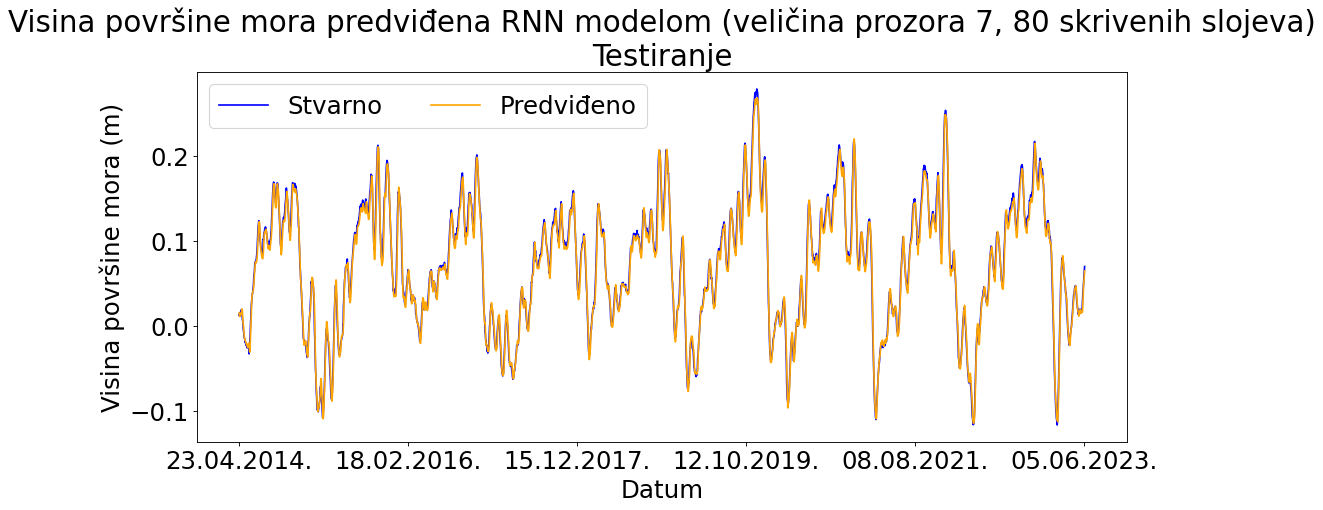 Visina površine mora predviđena RNN modelom (veličina prozora 7, 80 skrivenih slojeva)
Testiranje
Stvarno Predviđeno
Visina površine mora (m)
0.2
0.1
0.0
−0.1
23.04.2014. 18.02.2016. 15.12.2017. 12.10.2019. 08.08.2021. 05.06.2023.
Datum